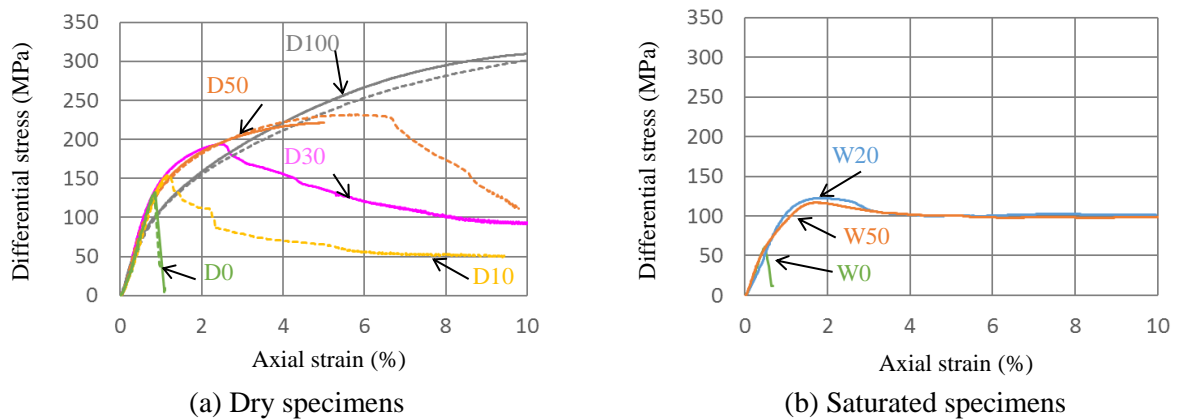 Differential stress (MPa)
350
300
250
200
150
100
50
0
D100
D50
D30
D0
D10
0 2 4 6 8 10
Axial strain (%)
(a) Dry specimens
Differential stress (MPa)
350
300
250
200
150
100
50
0
W20
W50
W0
0 2 4 6 8 10
Axial strain (%)
(b) Saturated specimens